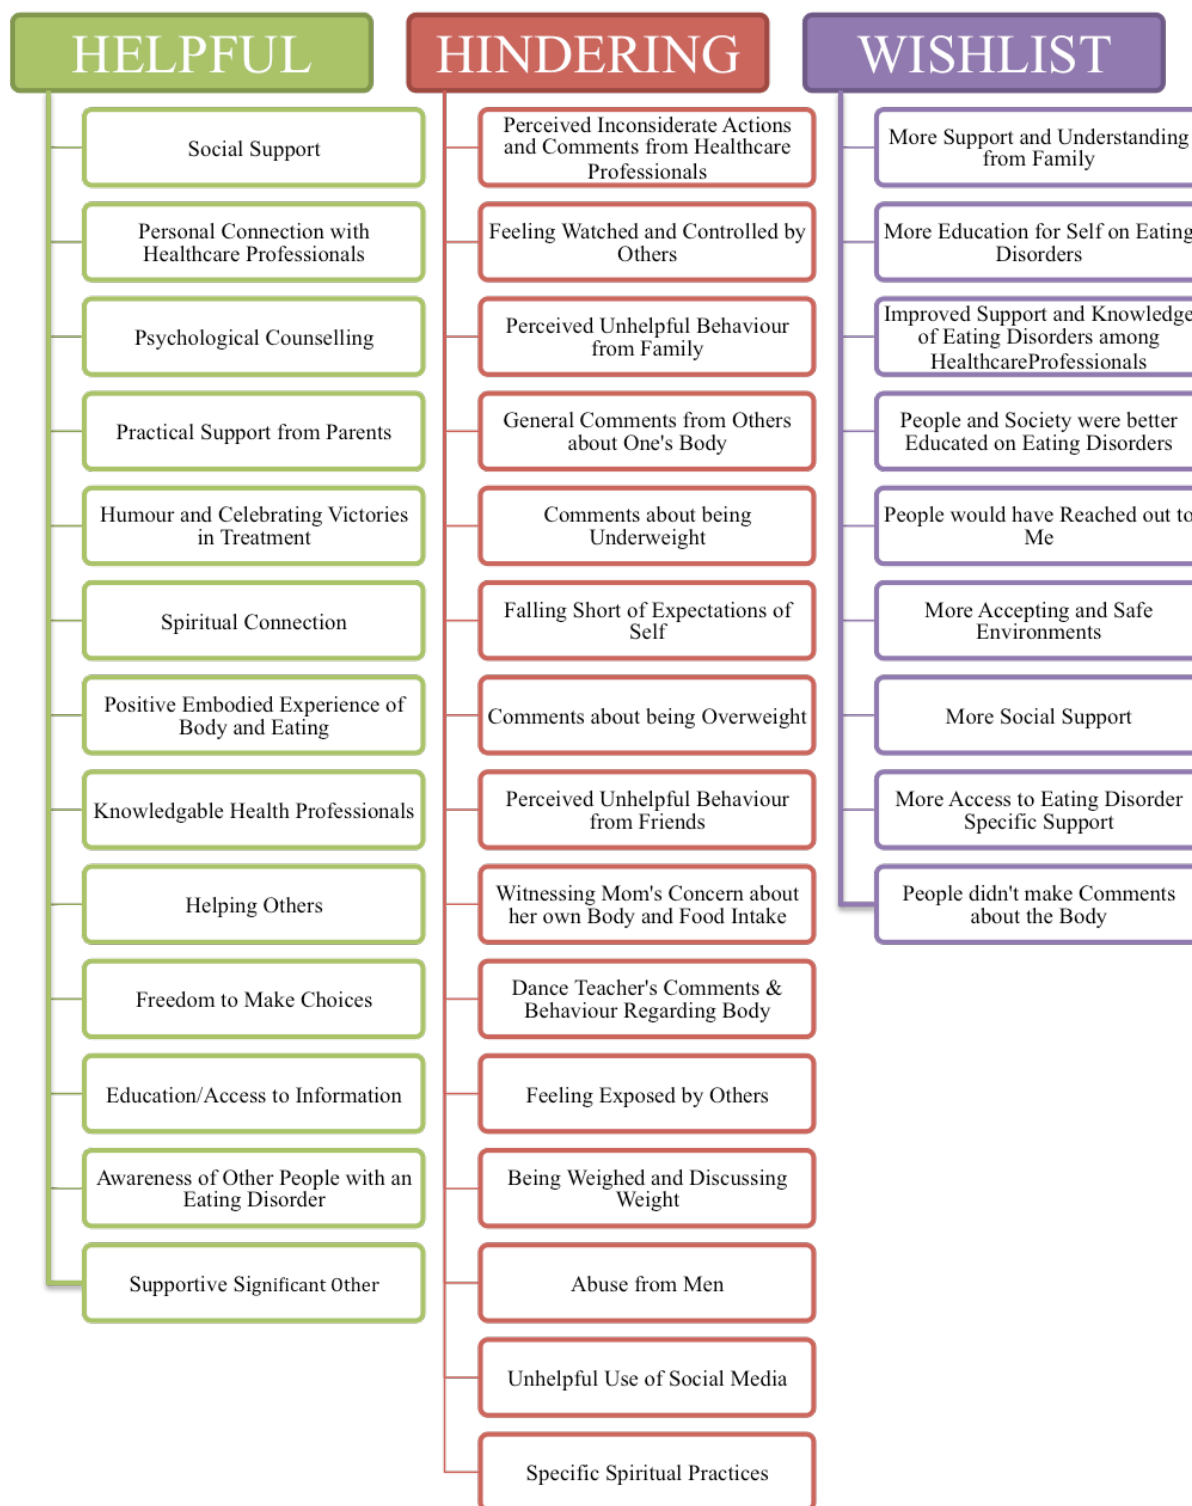 HELPFUL
Social Support
Personal Connection with
Healthcare Professionals
Psychological Counselling
Practical Support from Parents
Humour and Celebrating Victories
in Treatment
Spiritual Connection
Positive Embodied Experience of
Body and Eating
Knowledgable Health Professionals
Helping Others
Freedom to Make Choices
Education/Access to Information
Awareness of Other People with an
Eating Disorder
Supportive Significant Other
HINDERING
Perceived Inconsiderate Actions
and Comments from Healthcare
Professionals
Feeling Watched and Controlled by
Others
Perceived Unhelpful Behaviour
from Family
General Comments from Others
about One's Body
Comments about being
Underweight
Falling Short of Expectations of
Self
Comments about being Overweight
Perceived Unhelpful Behaviour
from Friends
Witnessing Mom's Concern about
her own Body and Food Intake
Dance Teacher's Comments &
Behaviour Regarding Body
Feeling Exposed by Others
Being Weighed and Discussing
Weight
Abuse from Men
Unhelpful Use of Social Media
Specific Spiritual Practices
WISHLIST
More Support and Understanding
from Family
More Education for Self on Eating
Disorders
Improved Support and Knowledge
of Eating Disorders among
HealthcareProfessionals
People and Society were better
Educated on Eating Disorders
People would have Reached out to
Me
More Accepting and Safe
Environments
More Social Support
More Access to Eating Disorder
Specific Support
People didn't make Comments
about the Body